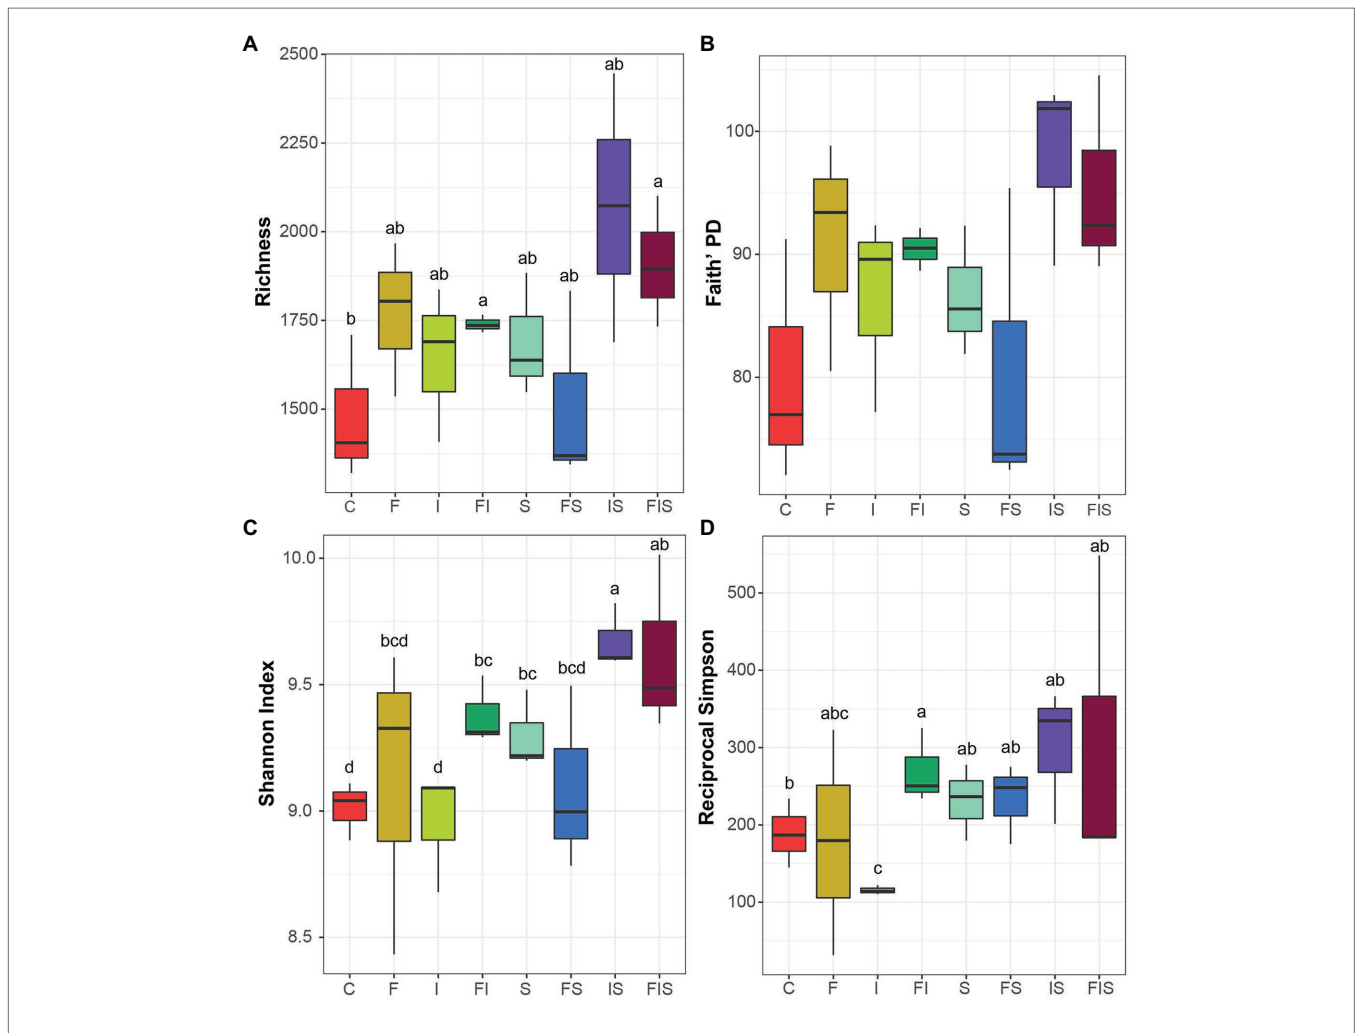 A
Richness
2500
2250
2000
1750
1500
b
ab
ab
a
ab
ab
ab
a
C F I FI S FS IS FIS
B
Faith' PD
100
90
80
C F I FI S FS IS FIS
C
Shannon Index
10.0
9.5
9.0
8.5
d
bcd
d
bc
bc
bcd
a
ab
C F I FI S FS IS FIS
D
Reciprocal Simpson
500
400
300
200
100
b
abc
c
a
ab
ab
ab
ab
C F I FI S FS IS FIS